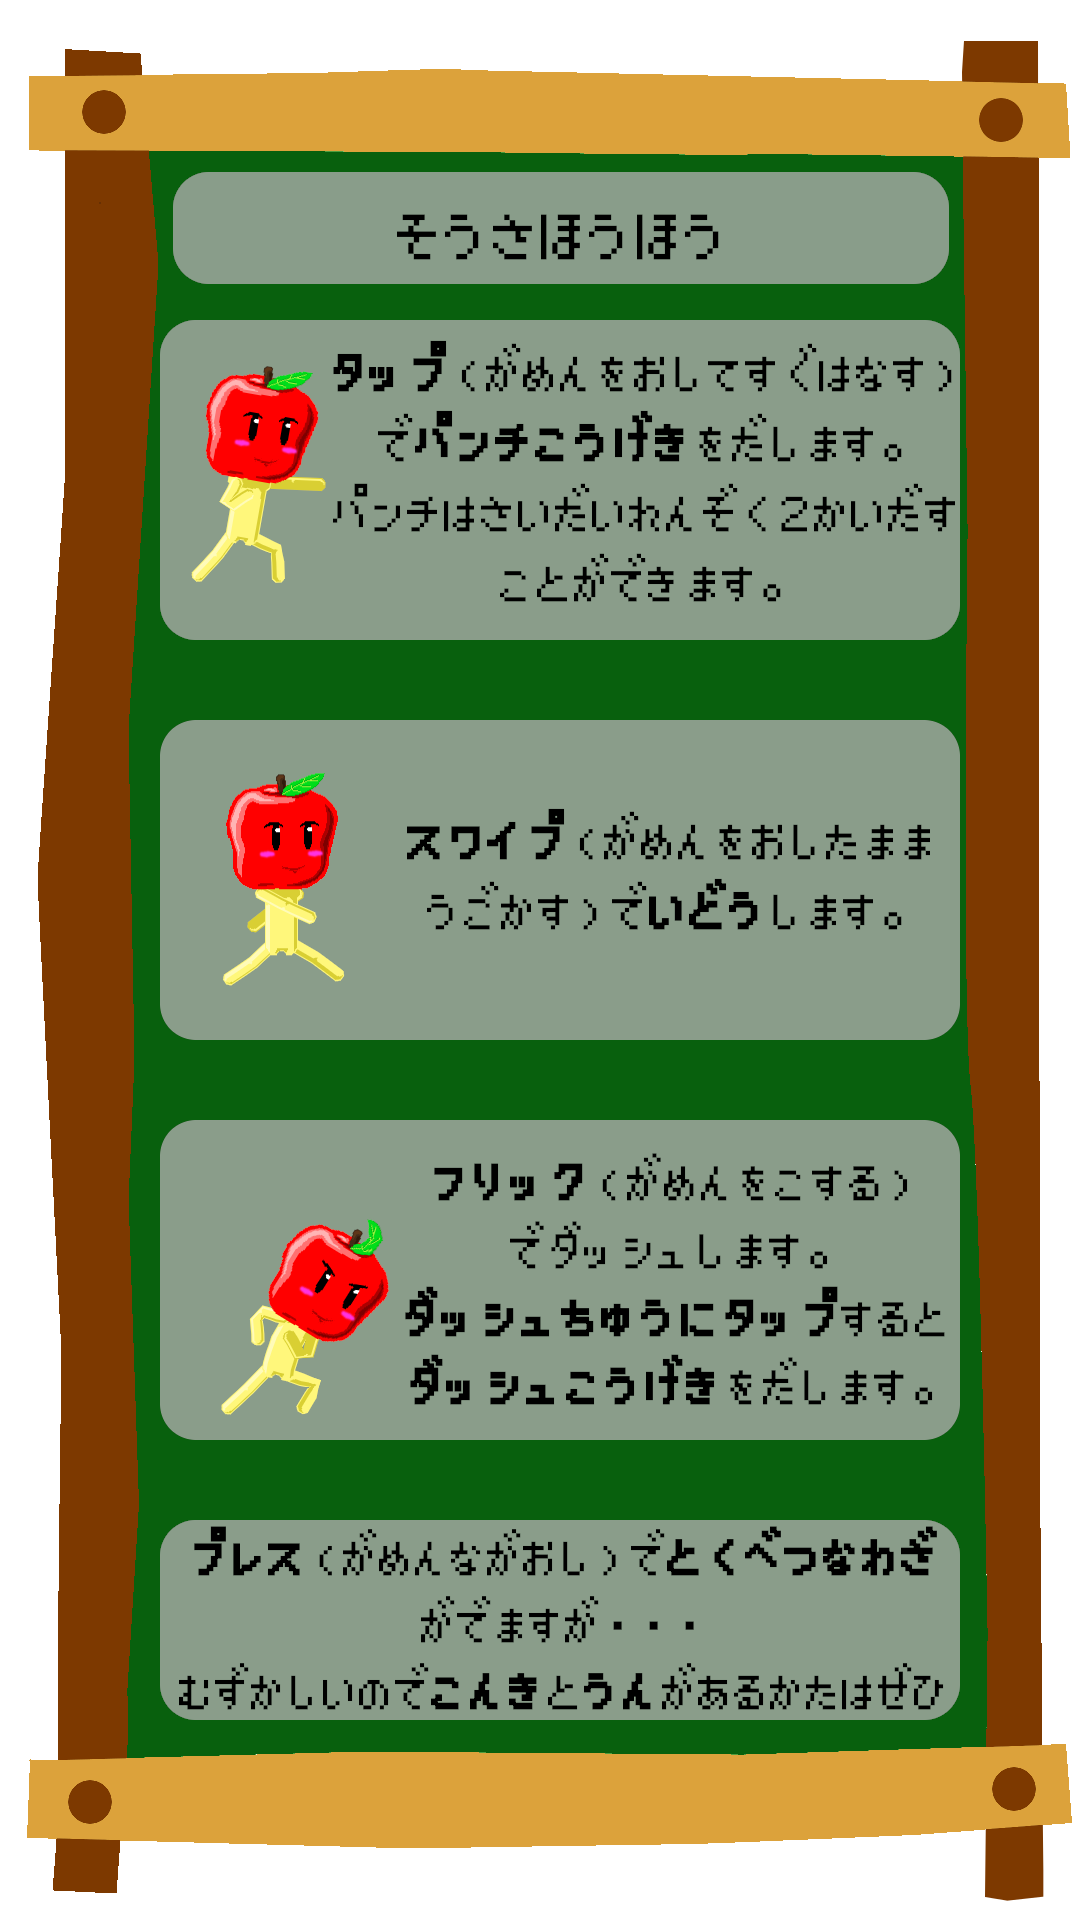 そうさほうほう
タップ(がめんをおしてすぐはなす)
でパンチこうげきをだします。
パンチはさいだいれんぞく2かいだす
ことができます。
スワイプ(がめんをおしたまま
うごかす)でいどうします。
フリック(がめんをこする)
でダッシュします。
ダッシュちゅうにタップすると
ダッシュこうげきをだします。
プレス(がめんながおし)でとくべつなわざ
がでますが・・・
むずかしいのでこんきとうんがあるかたはぜひ